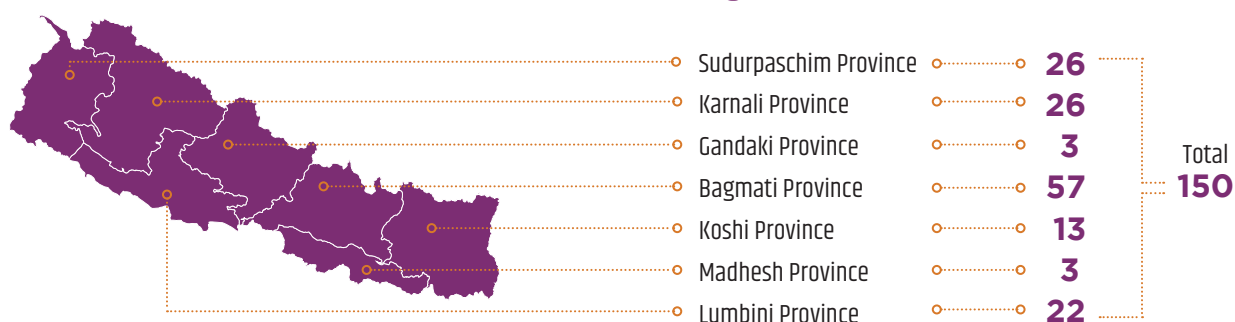 Sudurpaschim Province 26
Karnali Province 26
Gandaki Province 3
Bagmati Province 57
Koshi Province 13
Madhesh Province 3
Lumbini Province 22
Total
150